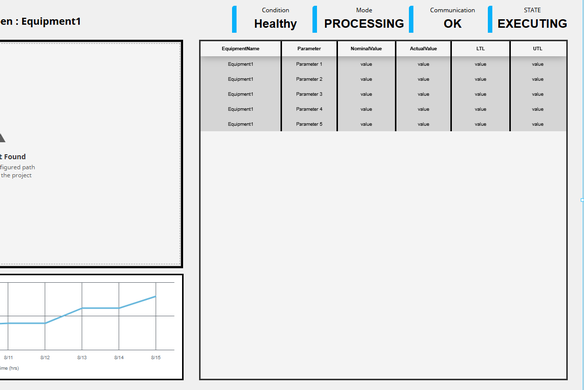 en : Equipment1
Condition
Healthy
Mode
PROCESSING
Communication
OK
STATE
EXECUTING
EquipmentName Parameter NominalValue ActualValue LTL UTL
Equipment1 Parameter 1 value value value value
Equipment1 Parameter 2 value value value value
Equipment1 Parameter 3 value value value value
Equipment1 Parameter 4 value value value value
Equipment1 Parameter 5 value value value value
t Found
figured path
the project
8/11 8/12 8/13 8/14 8/15
ime (hrs)